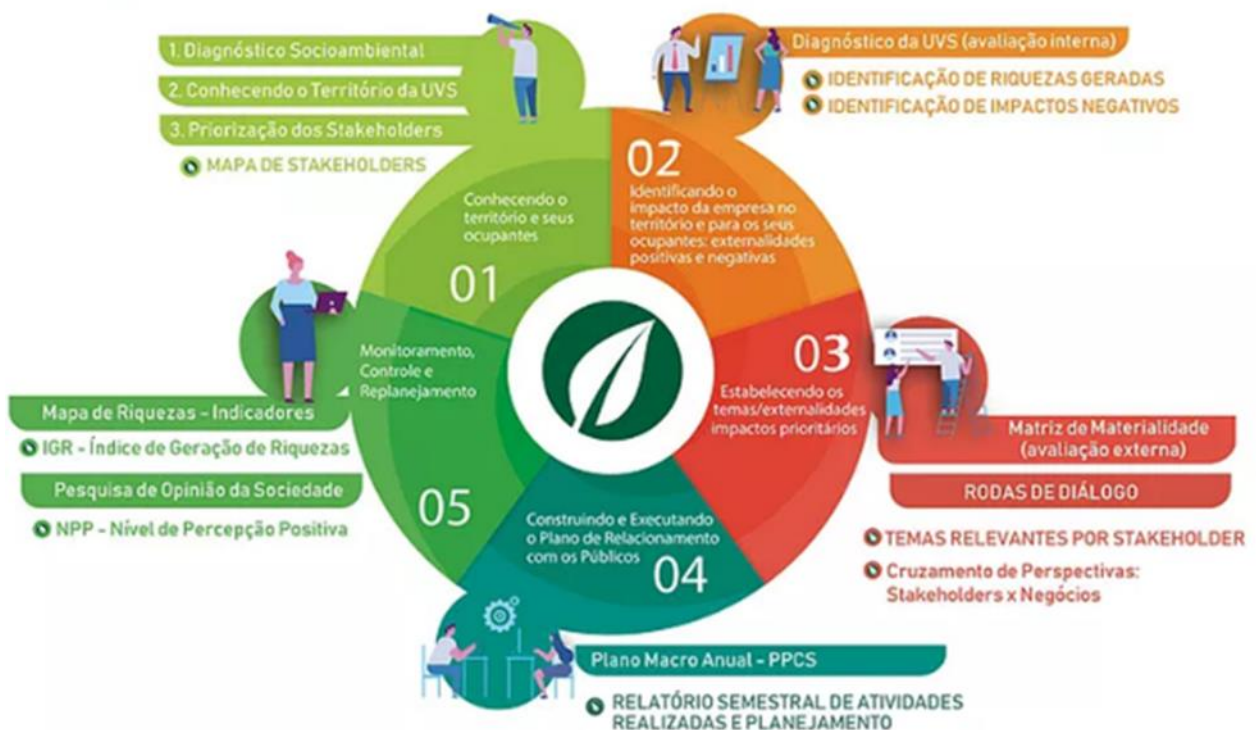 1. Diagnóstico Socioambiental
2. Conhecendo o Território da UVS
3. Priorização dos Stakeholders
MAPA DE STAKEHOLDERS
Conhecendo o
território e seus
ocupantes
01
Diagnóstico da UVS (avaliação interna)
IDENTIFICAÇÃO DE RIQUEZAS GERADAS
IDENTIFICAÇÃO DE IMPACTOS NEGATIVOS
02
Identificando o
impacto da empresa no
território e para os seus
ocupantes: externalidades
positivas e negativas
03
Estabelecendo os
temas/externalidades
impactos prioritários
Matriz de Materialidade
(avaliação externa)
RODAS DE DIÁLOGO
TEMAS RELEVANTES POR STAKEHOLDER
Cruzamento de Perspectivas:
Stakeholders x Negócios
Construindo e Executando
o Plano de Relacionamento
com os Públicos
04
Plano Macro Anual - PPCS
RELATÓRIO SEMESTRAL DE ATIVIDADES
REALIZADAS E PLANEJAMENTO
Monitoramento,
Controle e
Replanejamento
05
Mapa de Riquezas - Indicadores
IGR - Índice de Geração de Riquezas
Pesquisa de Opinião da Sociedade
NPP - Nível de Percepção Positiva